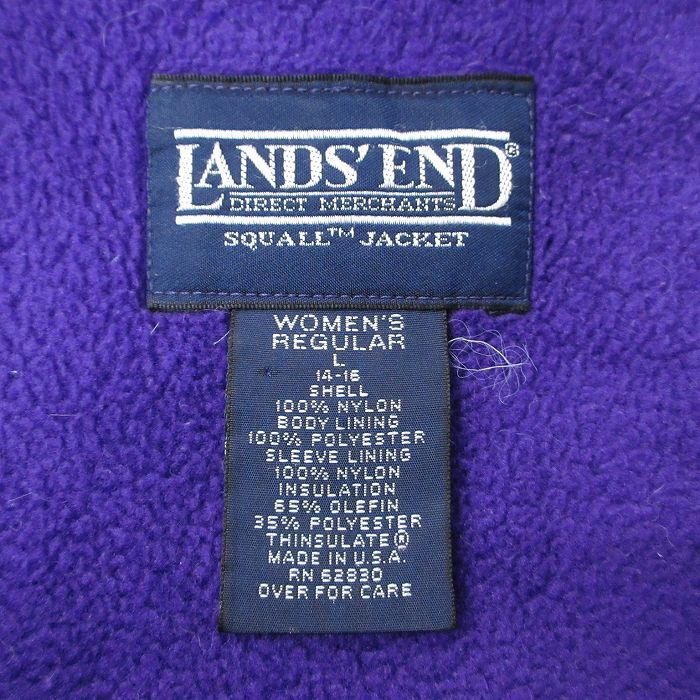 LANDS' END®
DIRECT MERCHANTS
SQUALL™ JACKET
WOMEN'S
REGULAR
L
14-16
SHELL
100% NYLON
BODY LINING
100% POLYESTER
SLEEVE LINING
100% NYLON
INSULATION
65% OLEFIN
35% POLYESTER
THINSULATE®
MADE IN U.S.A.
RN 62830
OVER FOR CARE